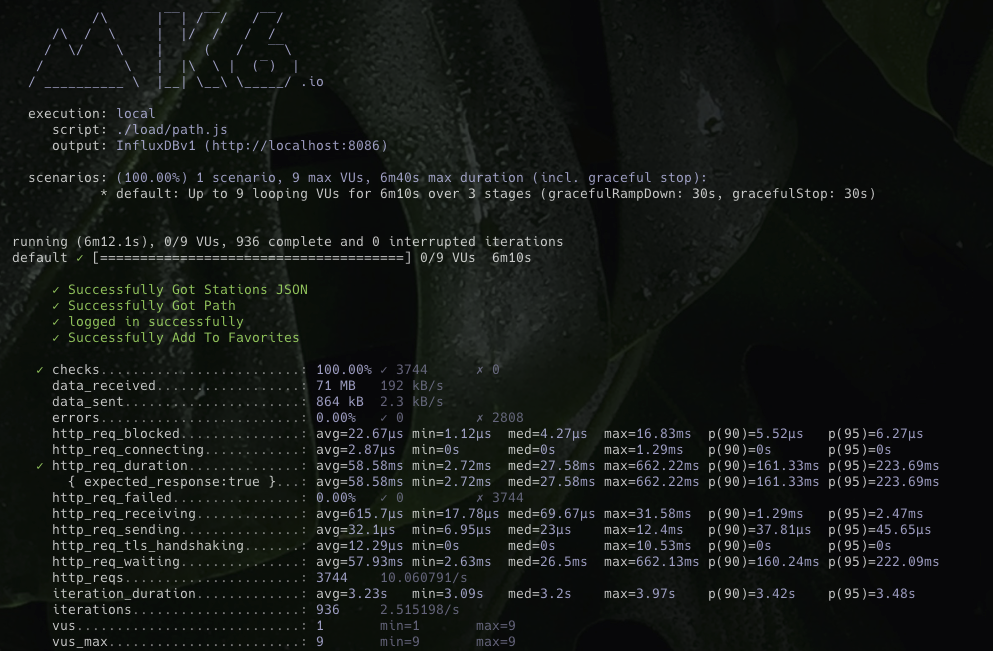 /\      |‾‾| /‾‾/   /‾‾/
/\  /  \     |  |/  /   /  /
/  \/    \    |     (   /   ‾‾\
/          \   |  |\  \ |  (‾)  |
/ __________ \  |__| \__\ \_____/ .io
execution: local
script: ./load/path.js
output: InfluxDBv1 (http://localhost:8086)
scenarios: (100.00%) 1 scenario, 9 max VUs, 6m40s max duration (incl. graceful stop):
* default: Up to 9 looping VUs for 6m10s over 3 stages (gracefulRampDown: 30s, gracefulStop: 30s)
running (6m12.1s), 0/9 VUs, 936 complete and 0 interrupted iterations
default ✓ [======================================] 0/9 VUs  6m10s
✓ Successfully Got Stations JSON
✓ Successfully Got Path
✓ logged in successfully
✓ Successfully Add To Favorites
✓ checks.........................: 100.00% ✓ 3744      ✗ 0
data_received..................: 71 MB   192 kB/s
data_sent......................: 864 kB  2.3 kB/s
errors.........................: 0.00%   ✓ 0         ✗ 2808
http_req_blocked...............: avg=22.67µs min=1.12µs  med=4.27µs  max=16.83ms  p(90)=5.52µs   p(95)=6.27µs
http_req_connecting............: avg=2.87µs  min=0s      med=0s      max=1.29ms   p(90)=0s       p(95)=0s
✓ http_req_duration..............: avg=58.58ms min=2.72ms  med=27.58ms max=662.22ms p(90)=161.33ms p(95)=223.69ms
{ expected_response:true }...: avg=58.58ms min=2.72ms  med=27.58ms max=662.22ms p(90)=161.33ms p(95)=223.69ms
http_req_failed................: 0.00%   ✓ 0         ✗ 3744
http_req_receiving.............: avg=615.7µs min=17.78µs med=69.67µs max=31.58ms  p(90)=1.29ms   p(95)=2.47ms
http_req_sending...............: avg=32.1µs  min=6.95µs  med=23µs    max=12.4ms   p(90)=37.81µs  p(95)=45.65µs
http_req_tls_handshaking.......: avg=12.29µs min=0s      med=0s      max=10.53ms  p(90)=0s       p(95)=0s
http_req_waiting...............: avg=57.93ms min=2.63ms  med=26.5ms  max=662.13ms p(90)=160.24ms p(95)=222.09ms
http_reqs......................: 3744    10.060791/s
iteration_duration.............: avg=3.23s   min=3.09s   med=3.2s    max=3.97s    p(90)=3.42s    p(95)=3.48s
iterations.....................: 936     2.515198/s
vus............................: 1       min=1       max=9
vus_max........................: 9       min=9       max=9